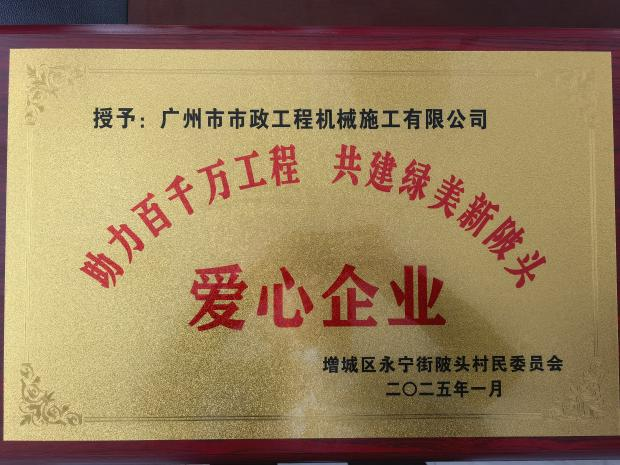 授予：广州市市政工程机械施工有限公司
助力百千万工程 共建绿美新陂头
爱心企业
增城区永宁街陂头村民委员会
二〇二五年一月